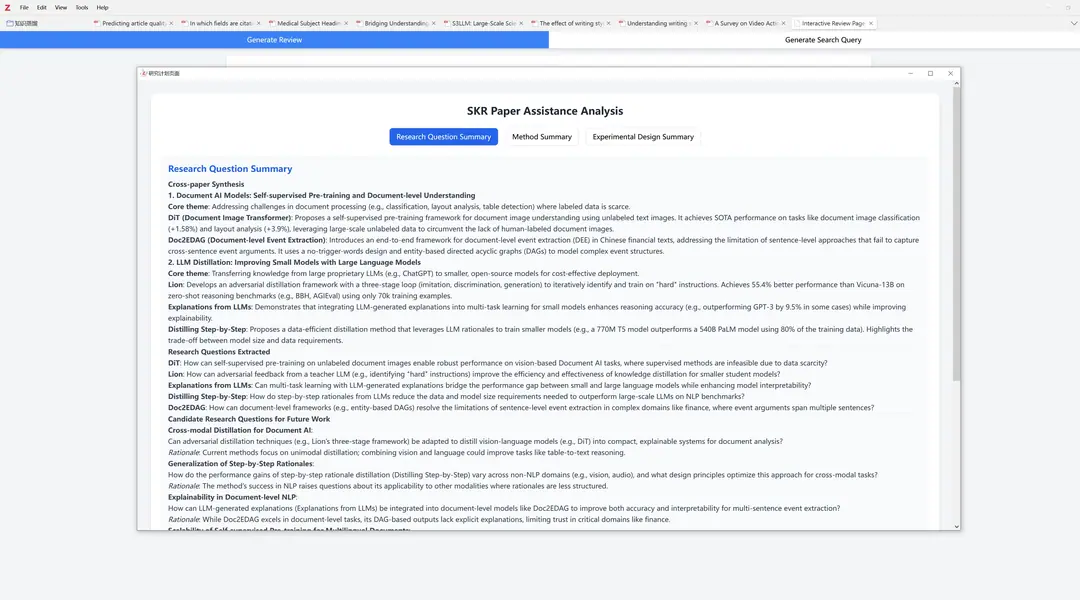 Z File Edit View Tools Help
知识图谱 Predicting article qualit In which fields are citat Medical Subject Headi Bridging Understanding S3LLM: Large-Scale Scie The effect of writing sty Understanding writing A Survey on Video Acti Interactive Review Page
Generate Review Generate Search Query
研究计划页面
SKR Paper Assistance Analysis
Research Question Summary Method Summary Experimental Design Summary
Research Question Summary
Cross-paper Synthesis
1. Document AI Models: Self-supervised Pre-training and Document-level Understanding
Core theme: Addressing challenges in document processing (e.g., classification, layout analysis, table detection) where labeled data is scarce.
DiT (Document Image Transformer): Proposes a self-supervised pre-training framework for document image understanding using unlabeled text images. It achieves SOTA performance on tasks like document image classification
(+1.58%) and layout analysis (+3.9%), leveraging large-scale unlabeled data to circumvent the lack of human-labeled document images.
Doc2EDAG (Document-level Event Extraction): Introduces an end-to-end framework for document-level event extraction (DEE) in Chinese financial texts, addressing the limitation of sentence-level approaches that fail to capture
cross-sentence event arguments. It uses a no-trigger-words design and entity-based directed acyclic graphs (DAGs) to model complex event structures.
2. LLM Distillation: Improving Small Models with Large Language Models
Core theme: Transferring knowledge from large proprietary LLMs (e.g., ChatGPT) to smaller, open-source models for cost-effective deployment.
Lion: Develops an adversarial distillation framework with a three-stage loop (imitation, discrimination, generation) to iteratively identify and train on "hard" instructions. Achieves 55.4% better performance than Vicuna-13B on
zero-shot reasoning benchmarks (e.g., BBH, AGIEval) using only 70k training examples.
Explanations from LLMs: Demonstrates that integrating LLM-generated explanations into multi-task learning for small models enhances reasoning accuracy (e.g., outperforming GPT-3 by 9.5% in some cases) while improving
explainability.
Distilling Step-by-Step: Proposes a data-efficient distillation method that leverages LLM rationales to train smaller models (e.g., a 770M T5 model outperforms a 540B PaLM model using 80% of the training data). Highlights the
trade-off between model size and data requirements.
Research Questions Extracted
DiT: How can self-supervised pre-training on unlabeled document images enable robust performance on vision-based Document AI tasks, where supervised methods are infeasible due to data scarcity?
Lion: How can adversarial feedback from a teacher LLM (e.g., identifying "hard" instructions) improve the efficiency and effectiveness of knowledge distillation for smaller student models?
Explanations from LLMs: Can multi-task learning with LLM-generated explanations bridge the performance gap between small and large language models while enhancing model interpretability?
Distilling Step-by-Step: How do step-by-step rationales from LLMs reduce the data and model size requirements needed to outperform large-scale LLMs on NLP benchmarks?
Doc2EDAG: How can document-level frameworks (e.g., entity-based DAGs) resolve the limitations of sentence-level event extraction in complex domains like finance, where event arguments span multiple sentences?
Candidate Research Questions for Future Work
Cross-modal Distillation for Document AI:
Can adversarial distillation techniques (e.g., Lion's three-stage framework) be adapted to distill vision-language models (e.g., DiT) into compact, explainable systems for document analysis?
Rationale: Current methods focus on unimodal distillation; combining vision and language could improve tasks like table-to-text reasoning.
Generalization of Step-by-Step Rationales:
How do the performance gains of step-by-step rationale distillation (Distilling Step-by-Step) vary across non-NLP domains (e.g., vision, audio), and what design principles optimize this approach for cross-modal tasks?
Rationale: The method's success in NLP raises questions about its applicability to other modalities where rationales are less structured.
Explainability in Document-level NLP:
How can LLM-generated explanations (Explanations from LLMs) be integrated into document-level models like Doc2EDAG to improve both accuracy and interpretability for multi-sentence event extraction?
Rationale: While Doc2EDAG excels in document-level tasks, its DAG-based outputs lack explicit explanations, limiting trust in critical domains like finance.
Scalability of Self-supervised Pre-training for Multilingual Documents: